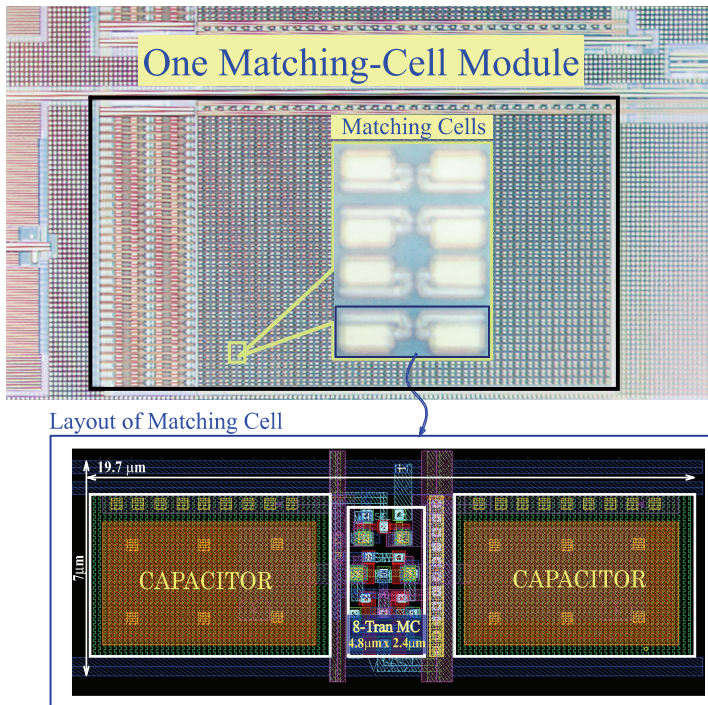 One Matching-Cell Module
Matching Cells
Layout of Matching Cell
19.7 μm
7μm
CAPACITOR
CAPACITOR
8-Tran MC
4.8μm x 2.4μm